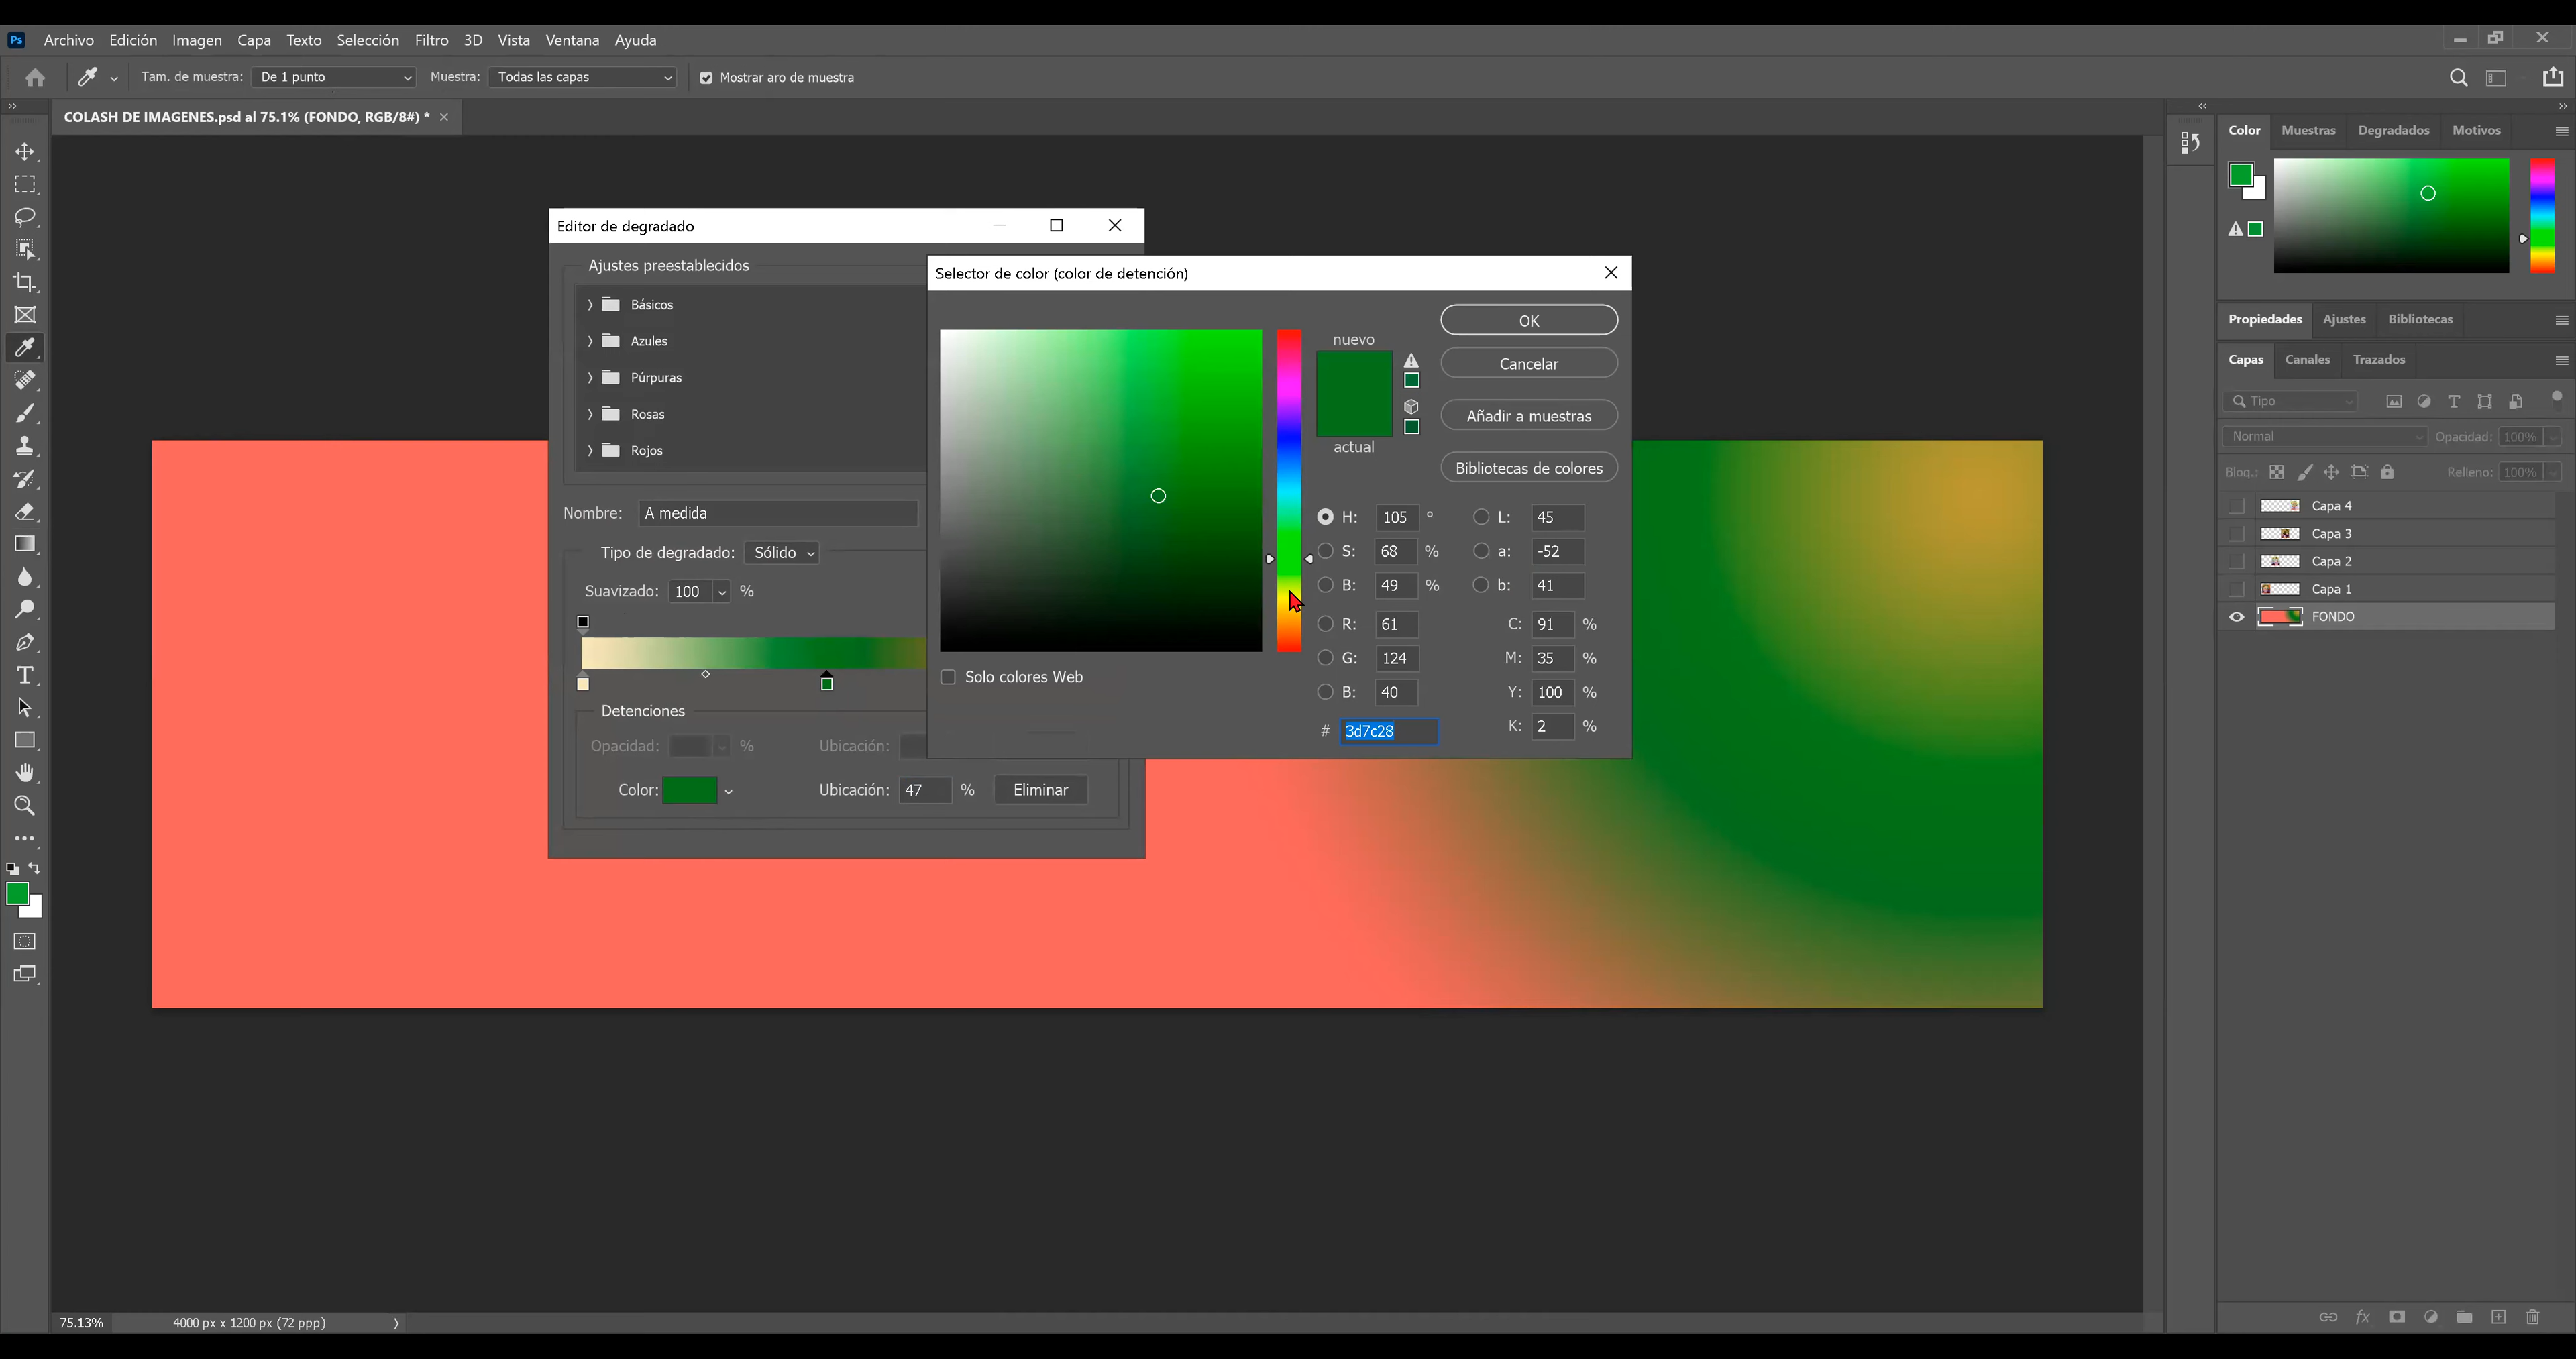 Ps Archivo Edición Imagen Capa Texto Selección Filtro 3D Vista Ventana Ayuda
Tam. de muestra: De 1 punto Muestra: Todas las capas Mostrar aro de muestra
COLASH DE IMAGENES.psd al 75.1% (FONDO, RGB/8#) *
Editor de degradado
Ajustes preestablecidos
Básicos
Azules
Púrpuras
Rosas
Rojos
Nombre: A medida
Tipo de degradado: Sólido
Suavizado: 100 %
Detenciones
Opacidad: % Ubicación:
Color: Ubicación: 47 % Eliminar
Selector de color (color de detención)
nuevo
actual
OK
Cancelar
Añadir a muestras
Bibliotecas de colores
H: 105 ° L: 45
S: 68 % a: -52
B: 49 % b: 41
R: 61 C: 91 %
G: 124 M: 35 %
B: 40 Y: 100 %
# 3d7c28 K: 2 %
Solo colores Web
Color Muestras Degradados Motivos
Propiedades Ajustes Bibliotecas
Capas Canales Trazados
Tipo
Normal Opacidad: 100%
Bloq.: Relleno: 100%
Capa 4
Capa 3
Capa 2
Capa 1
FONDO
fx
75.13% 4000 px x 1200 px (72 ppp)